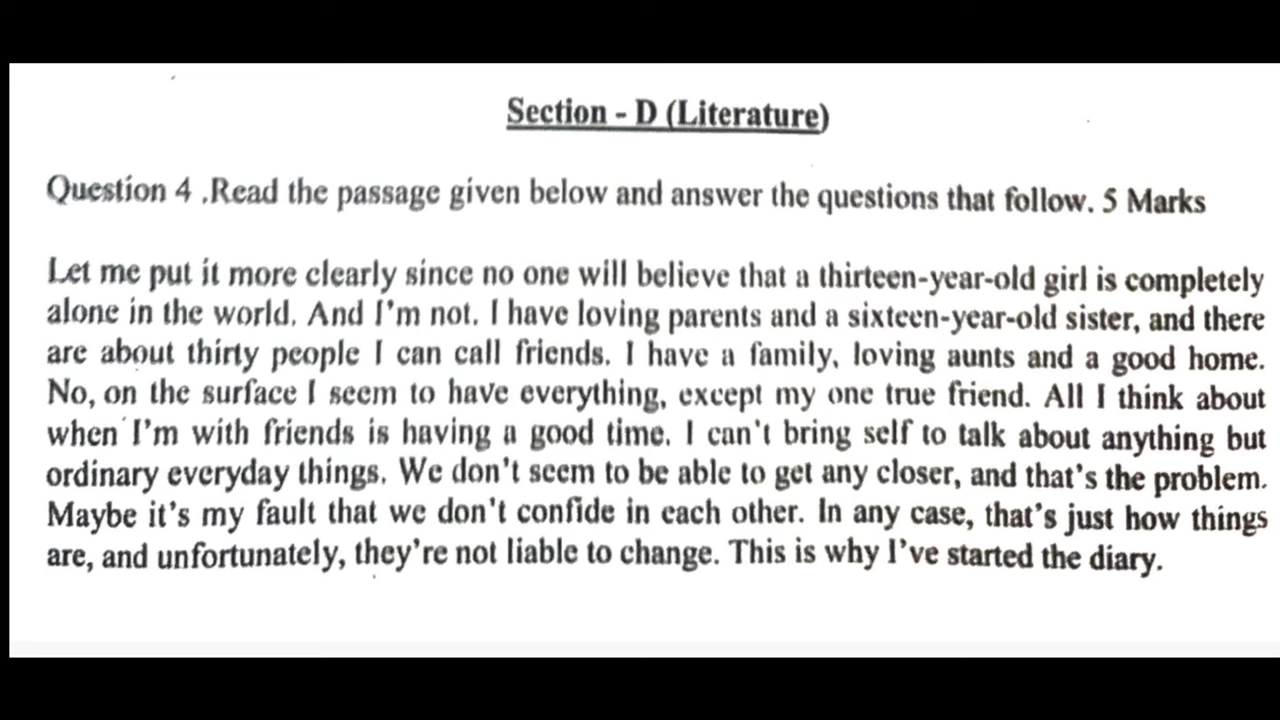 Section - D (Literature)
Question 4 .Read the passage given below and answer the questions that follow. 5 Marks
Let me put it more clearly since no one will believe that a thirteen-year-old girl is completely
alone in the world. And I'm not. I have loving parents and a sixteen-year-old sister, and there
are about thirty people I can call friends. I have a family, loving aunts and a good home.
No, on the surface I seem to have everything, except my one true friend. All I think about
when I'm with friends is having a good time. I can't bring self to talk about anything but
ordinary everyday things. We don't seem to be able to get any closer, and that's the problem.
Maybe it's my fault that we don't confide in each other. In any case, that's just how things
are, and unfortunately, they're not liable to change. This is why I've started the diary.